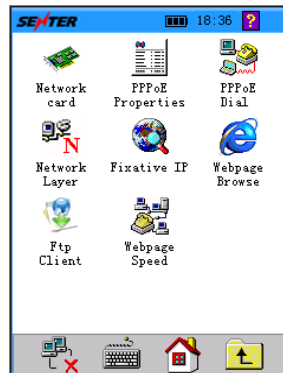 SENTER 18:36 ?
Network card
PPPoE Properties
PPPoE Dial
N
Network Layer
Fixative IP
Webpage Browse
Ftp Client
Webpage Speed